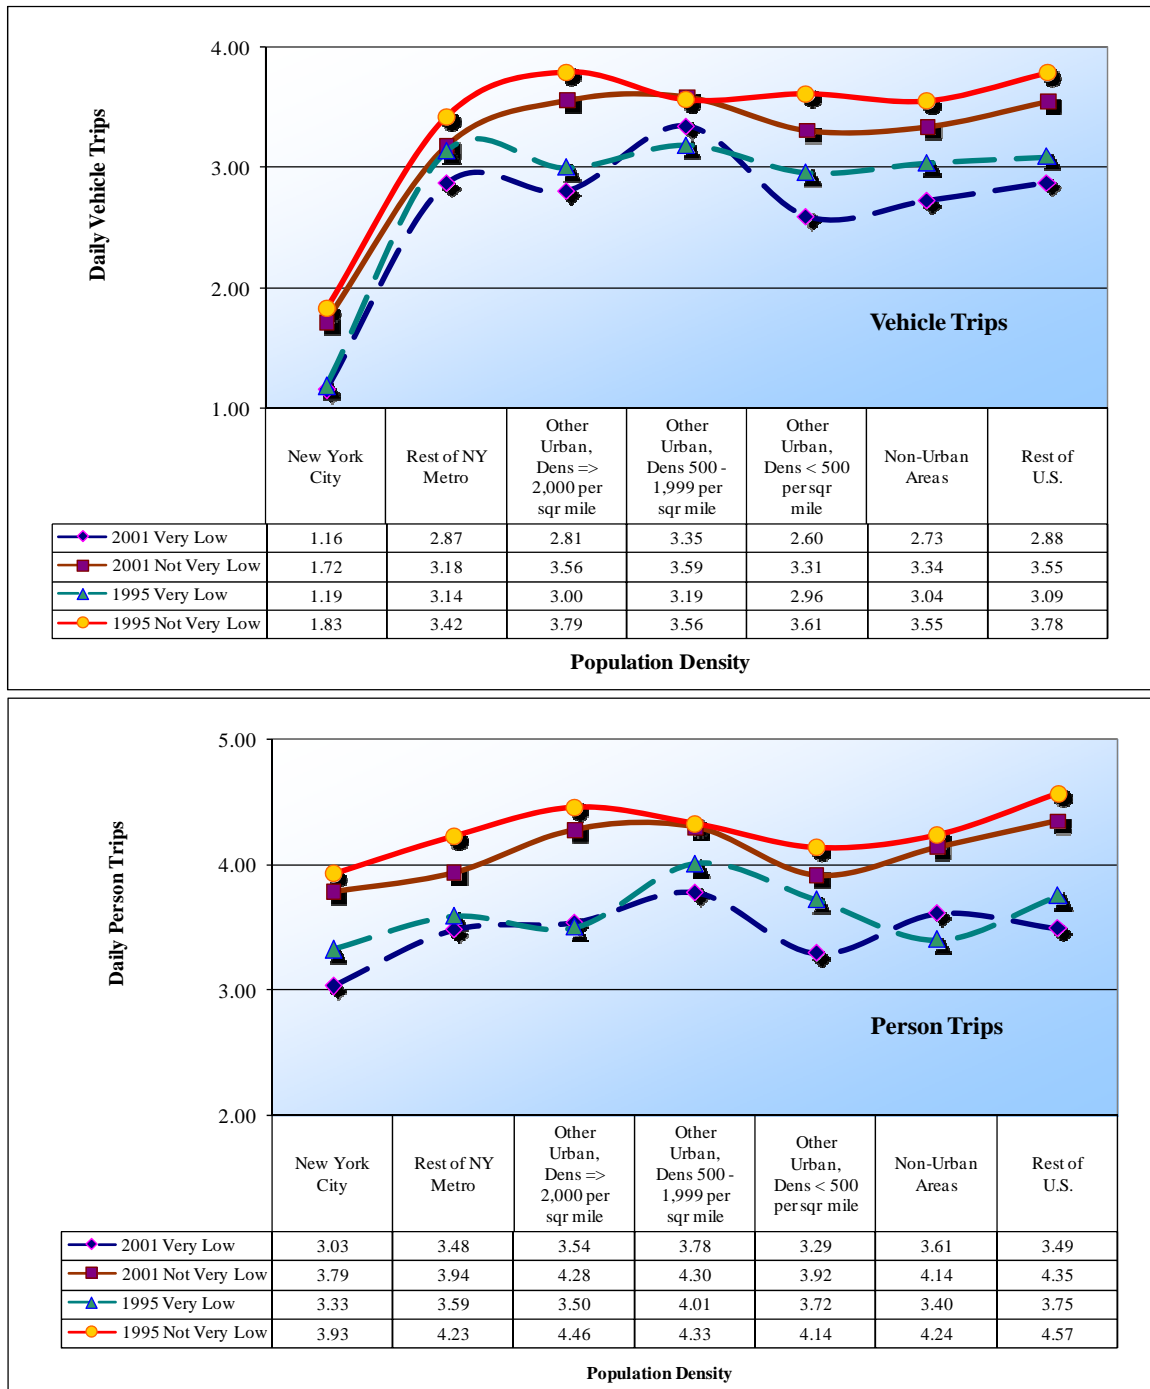 4.00
3.00
2.00
1.00
Daily Vehicle Trips
Vehicle Trips
New York City
Rest of NY Metro
Other Urban, Dens => 2,000 per sqr mile
Other Urban, Dens 500 - 1,999 per sqr mile
Other Urban, Dens < 500 per sqr mile
Non-Urban Areas
Rest of U.S.
2001 Very Low 1.16 2.87 2.81 3.35 2.60 2.73 2.88
2001 Not Very Low 1.72 3.18 3.56 3.59 3.31 3.34 3.55
1995 Very Low 1.19 3.14 3.00 3.19 2.96 3.04 3.09
1995 Not Very Low 1.83 3.42 3.79 3.56 3.61 3.55 3.78
Population Density
5.00
4.00
3.00
2.00
Daily Person Trips
Person Trips
New York City
Rest of NY Metro
Other Urban, Dens => 2,000 per sqr mile
Other Urban, Dens 500 - 1,999 per sqr mile
Other Urban, Dens < 500 per sqr mile
Non-Urban Areas
Rest of U.S.
2001 Very Low 3.03 3.48 3.54 3.78 3.29 3.61 3.49
2001 Not Very Low 3.79 3.94 4.28 4.30 3.92 4.14 4.35
1995 Very Low 3.33 3.59 3.50 4.01 3.72 3.40 3.75
1995 Not Very Low 3.93 4.23 4.46 4.33 4.14 4.24 4.57
Population Density